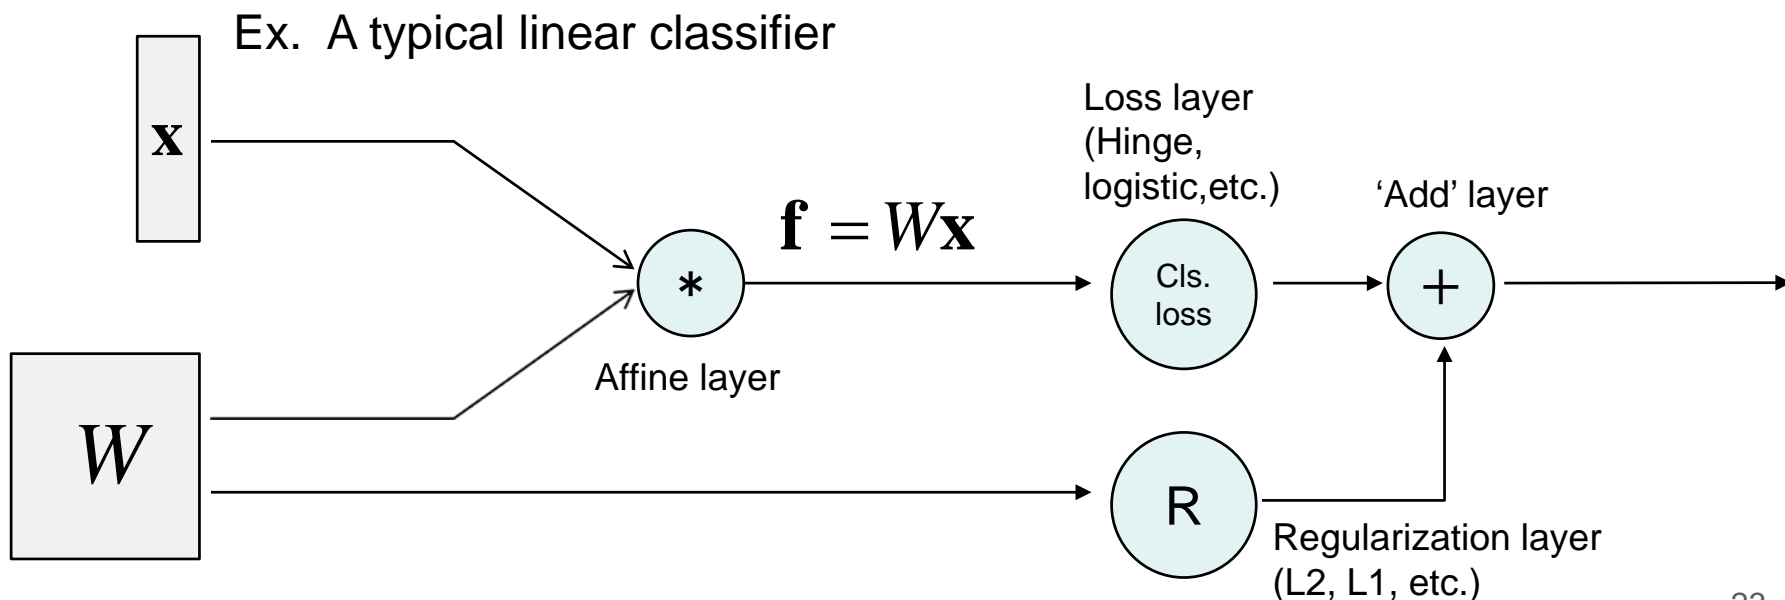 Ex. A typical linear classifier
x
Loss layer
(Hinge,
logistic,etc.)
‘Add’ layer
f = Wx
*
Cls.
loss
+
Affine layer
W
R
Regularization layer
(L2, L1, etc.)